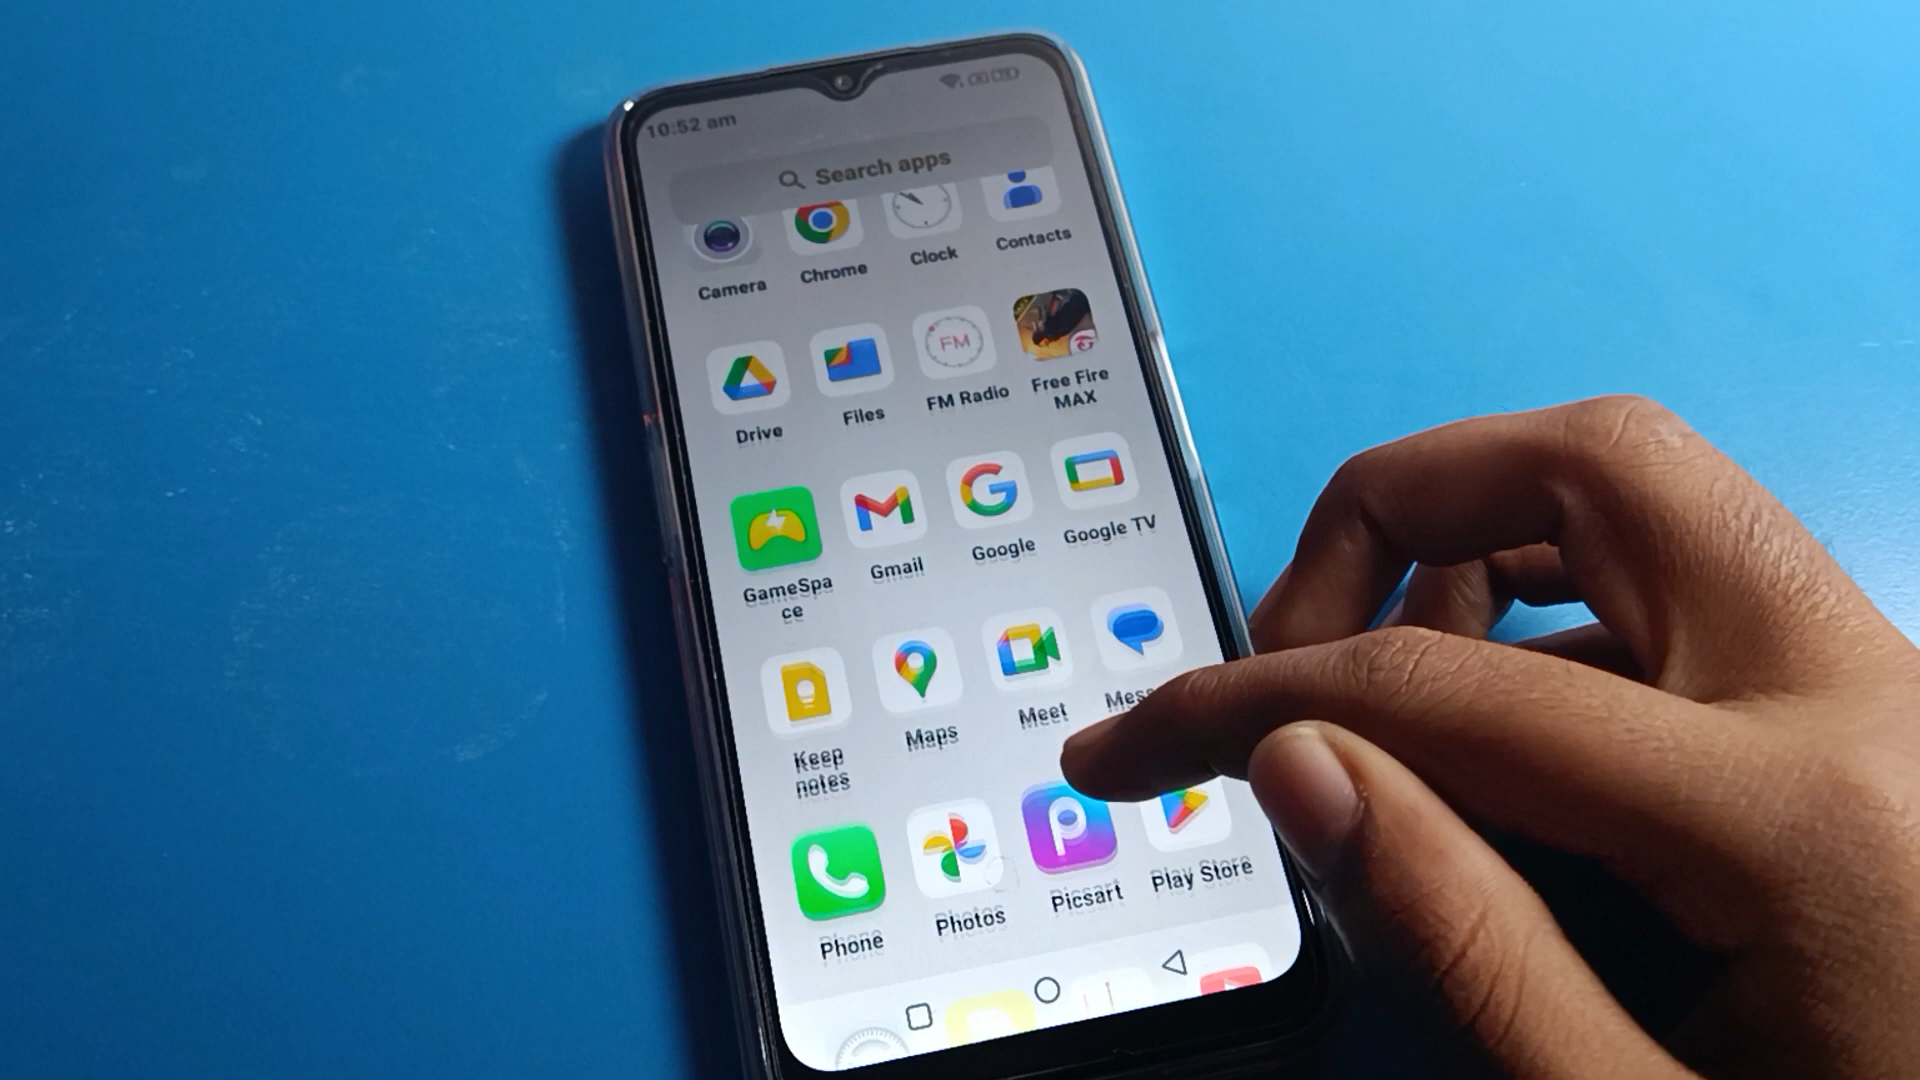 10:52 am
Search apps
Camera
Chrome
Clock
Contacts
Drive
Files
FM
FM Radio
Free Fire
MAX
GameSpa
ce
Gmail
Google
Google TV
Keep
notes
Maps
Meet
Mess
Phone
Photos
Picsart
Play Store